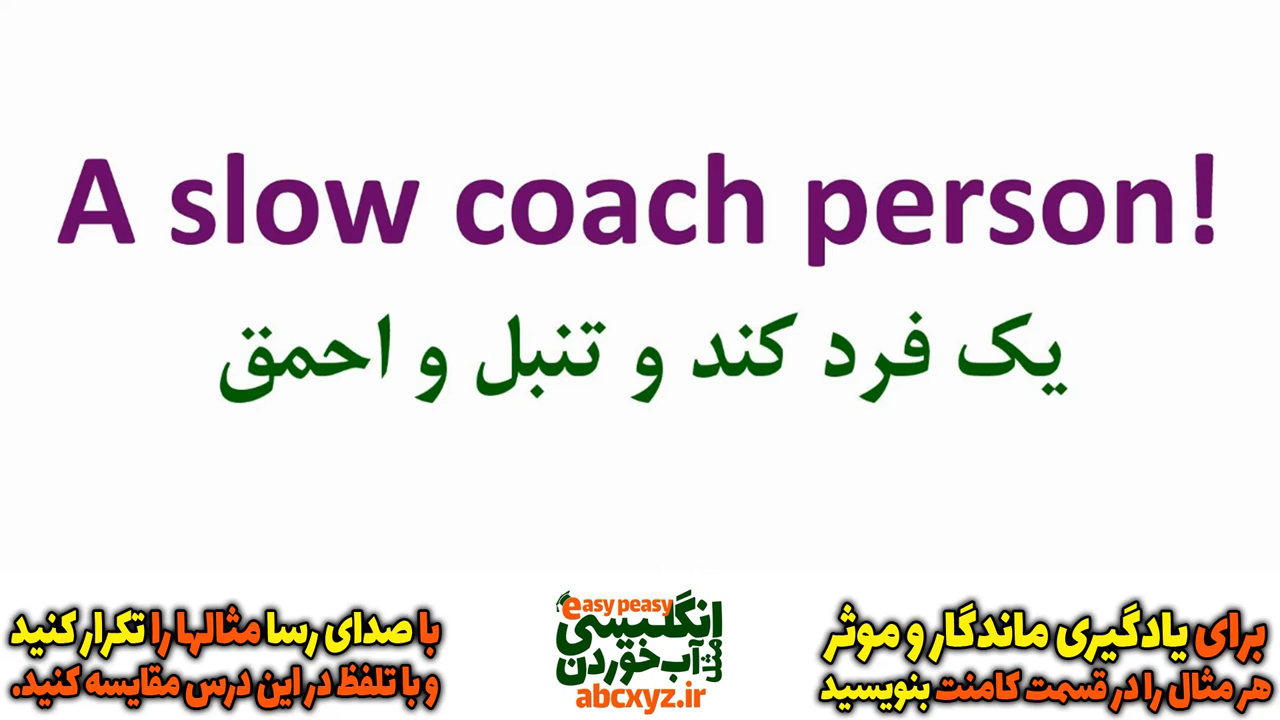 A slow coach person!
یک فرد کند و تنبل و احمق
برای یادگیری ماندگار و موثر
هر مثال را در قسمت کامنت بنویسید
easy peasy
انگلیسی
مثل آب خوردن
abcxyz.ir
با صدای رسا مثالها را تکرار کنید
و با تلفظ در این درس مقایسه کنید.